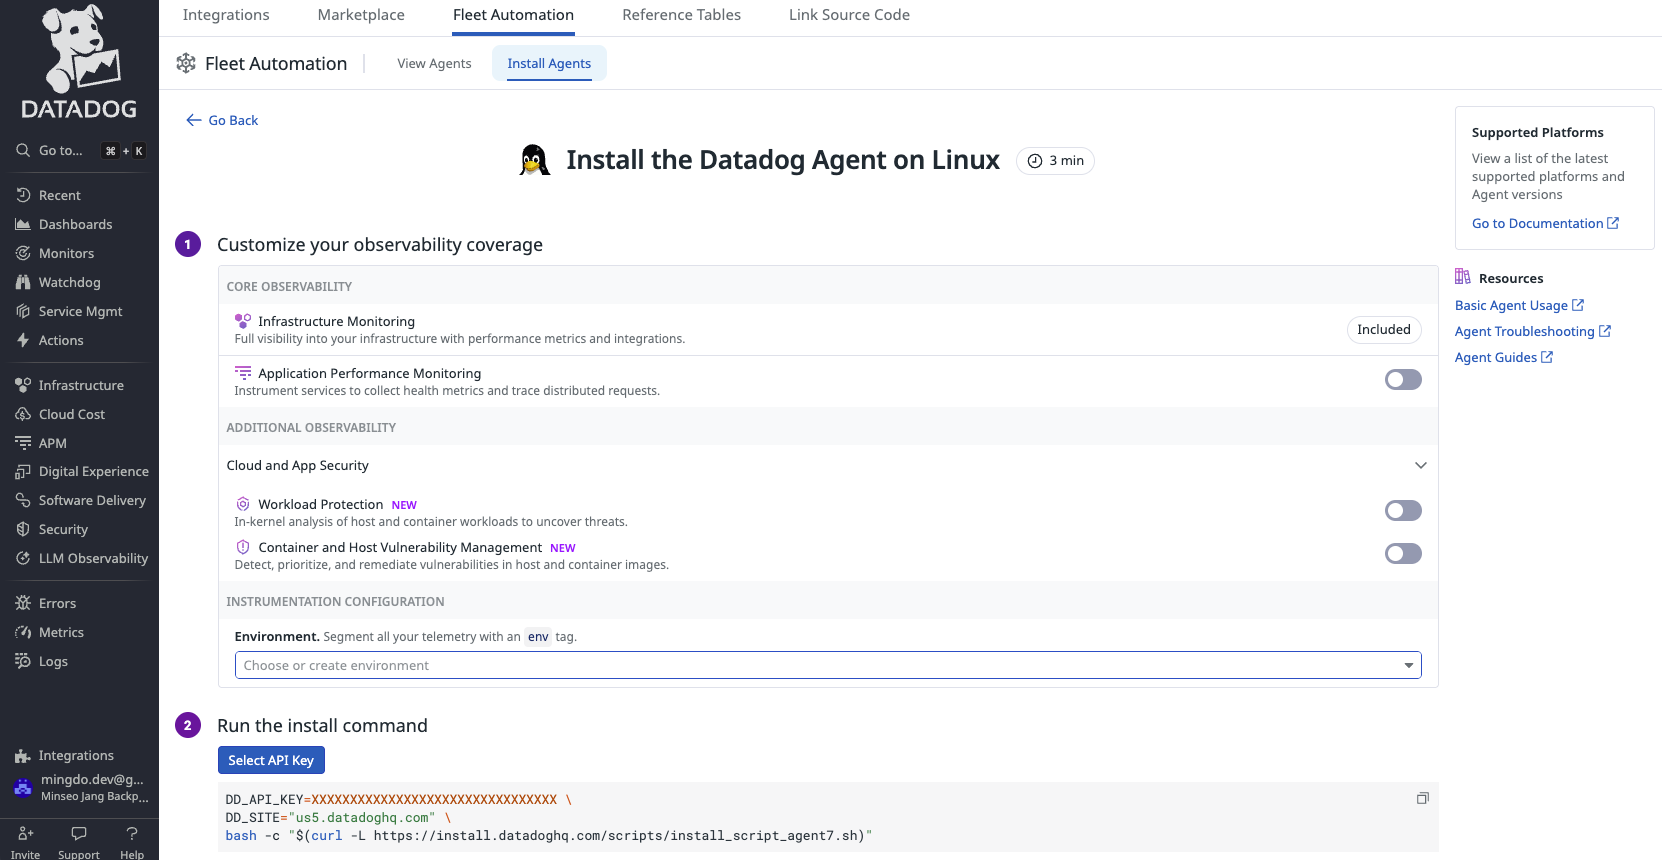 DATADOG
Go to... ⌘ + K
Recent
Dashboards
Monitors
Watchdog
Service Mgmt
Actions
Infrastructure
Cloud Cost
APM
Digital Experience
Software Delivery
Security
LLM Observability
Errors
Metrics
Logs
Integrations
mingdo.dev@g...
Minseo Jang Backp...
Invite Support Help
Integrations Marketplace Fleet Automation Reference Tables Link Source Code
Fleet Automation View Agents Install Agents
Go Back
Install the Datadog Agent on Linux 3 min
1 Customize your observability coverage
CORE OBSERVABILITY
Infrastructure Monitoring
Full visibility into your infrastructure with performance metrics and integrations.
Included
Application Performance Monitoring
Instrument services to collect health metrics and trace distributed requests.
ADDITIONAL OBSERVABILITY
Cloud and App Security
Workload Protection NEW
In-kernel analysis of host and container workloads to uncover threats.
Container and Host Vulnerability Management NEW
Detect, prioritize, and remediate vulnerabilities in host and container images.
INSTRUMENTATION CONFIGURATION
Environment. Segment all your telemetry with an env tag.
Choose or create environment
2 Run the install command
Select API Key
DD_API_KEY=XXXXXXXXXXXXXXXXXXXXXXXXXXXXXXXX \
DD_SITE="us5.datadoghq.com" \
bash -c "$(curl -L https://install.datadoghq.com/scripts/install_script_agent7.sh)"
Supported Platforms
View a list of the latest
supported platforms and
Agent versions
Go to Documentation
Resources
Basic Agent Usage
Agent Troubleshooting
Agent Guides